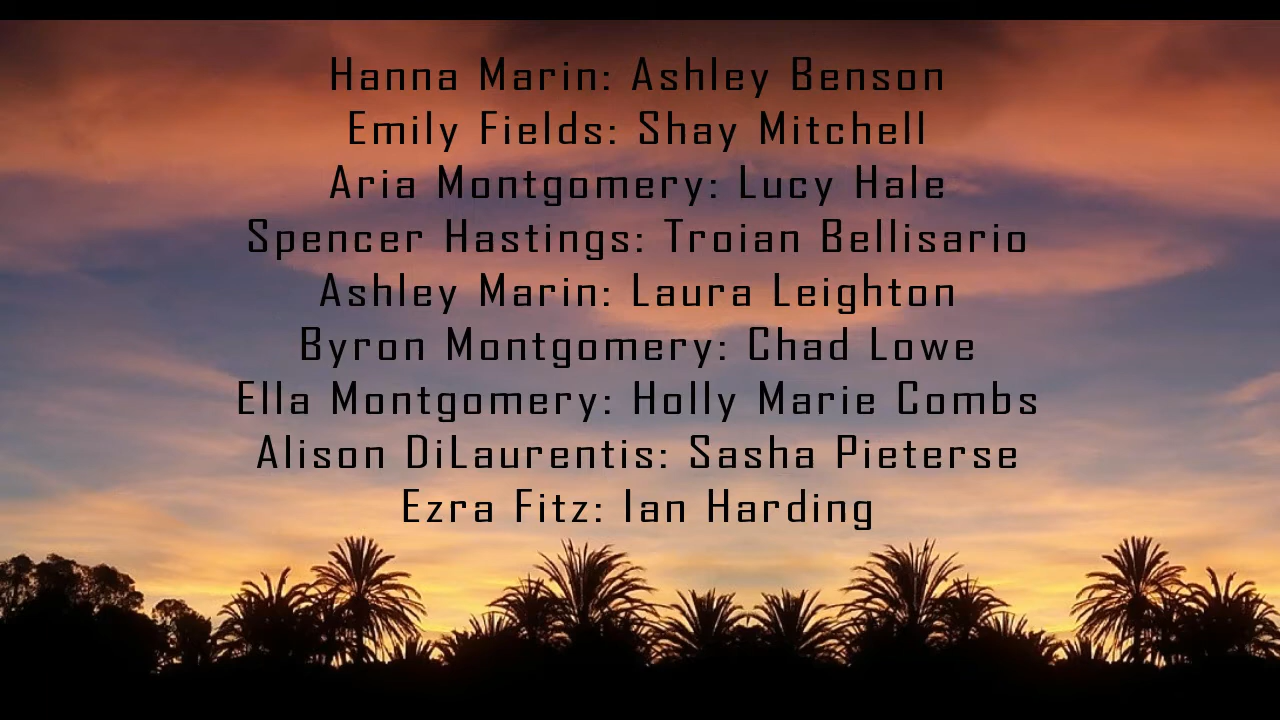 Hanna Marin: Ashley Benson
Emily Fields: Shay Mitchell
Aria Montgomery: Lucy Hale
Spencer Hastings: Troian Bellisario
Ashley Marin: Laura Leighton
Byron Montgomery: Chad Lowe
Ella Montgomery: Holly Marie Combs
Alison DiLaurentis: Sasha Pieterse
Ezra Fitz: Ian Harding